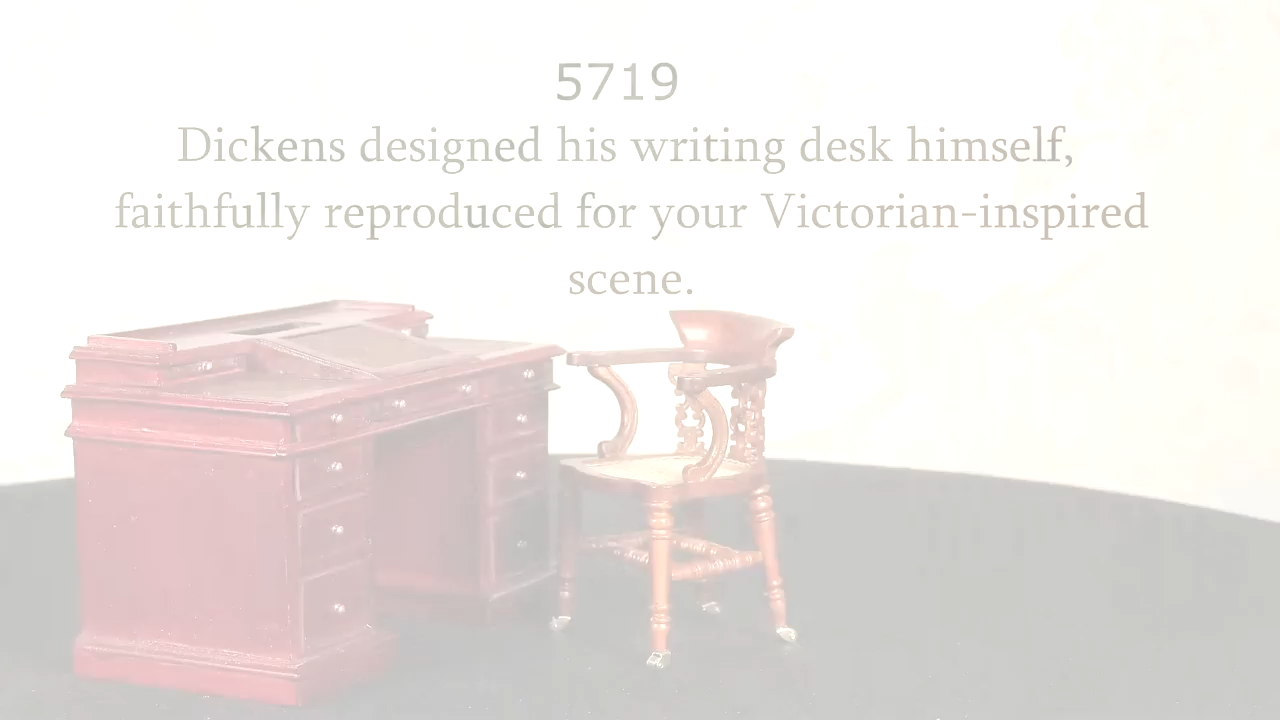 5719
Dickens designed his writing desk himself,
faithfully reproduced for your Victorian-inspired
scene.